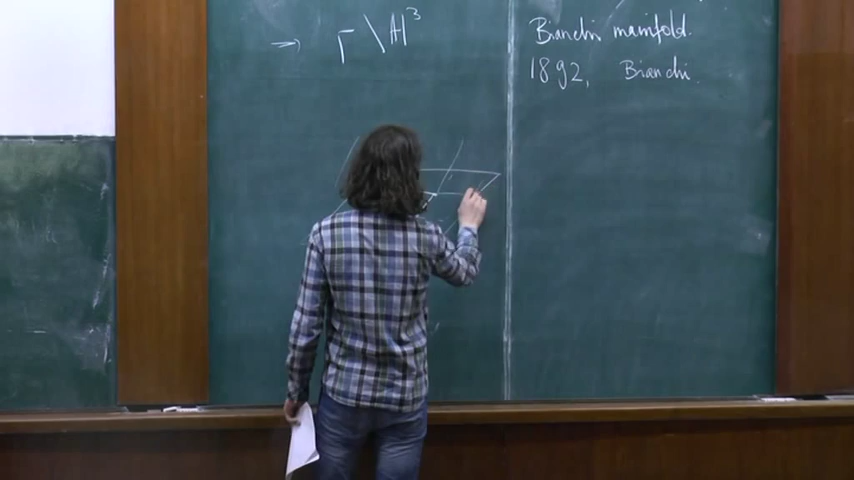 → Γ \ ℍ³
Bianchi manifold.
1892, Bianchi.